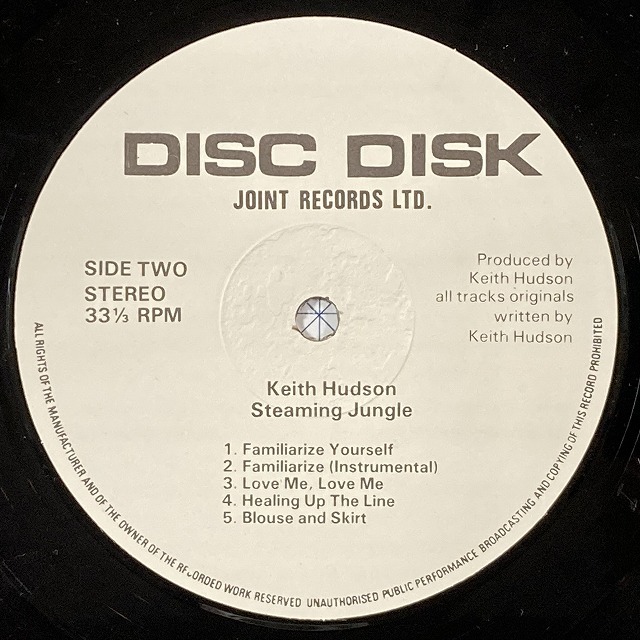 DISC DISK
JOINT RECORDS LTD.
SIDE TWO
STEREO
33⅓ RPM
Produced by
Keith Hudson
all tracks originals
written by
Keith Hudson
Keith Hudson
Steaming Jungle
1. Familiarize Yourself
2. Familiarize (Instrumental)
3. Love Me, Love Me
4. Healing Up The Line
5. Blouse and Skirt
ALL RIGHTS OF THE MANUFACTURER AND OF THE OWNER OF THE RECORDED WORK RESERVED UNAUTHORISED PUBLIC PERFORMANCE BROADCASTING AND COPYING OF THIS RECORD PROHIBITED